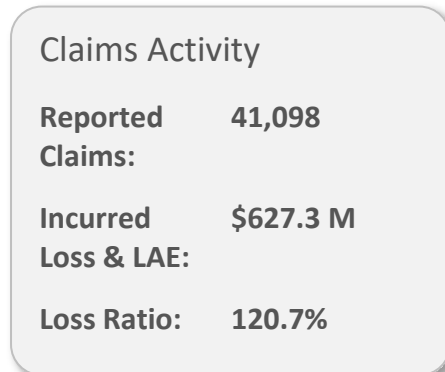 Claims Activity
Reported 41,098
Claims:
Incurred $627.3 M
Loss & LAE:
Loss Ratio: 120.7%